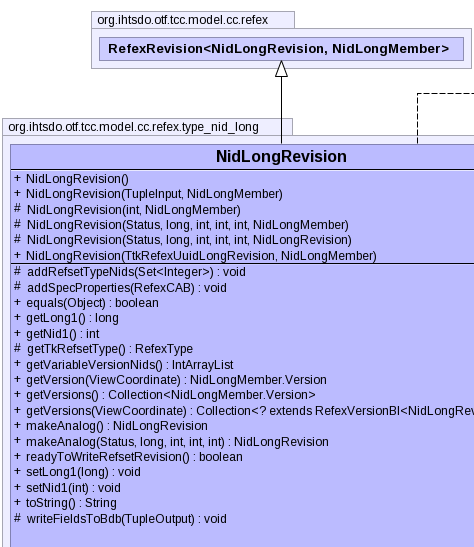 org.ihtsdo.otf.tcc.model.cc.refex
RefexRevision<NidLongRevision, NidLongMember>
org.ihtsdo.otf.tcc.model.cc.refex.type_nid_long
NidLongRevision
+ NidLongRevision()
+ NidLongRevision(TupleInput, NidLongMember)
# NidLongRevision(int, NidLongMember)
# NidLongRevision(Status, long, int, int, int, NidLongMember)
# NidLongRevision(Status, long, int, int, int, NidLongRevision)
+ NidLongRevision(TtkRefexUuidLongRevision, NidLongMember)
# addRefsetTypeNids(Set<Integer>) : void
# addSpecProperties(RefexCAB) : void
+ equals(Object) : boolean
+ getLong1() : long
+ getNid1() : int
# getTkRefsetType() : RefexType
+ getVariableVersionNids() : IntArrayList
+ getVersion(ViewCoordinate) : NidLongMember.Version
+ getVersions() : Collection<NidLongMember.Version>
+ getVersions(ViewCoordinate) : Collection<? extends RefexVersionBI<NidLongRev
+ makeAnalog() : NidLongRevision
+ makeAnalog(Status, long, int, int, int) : NidLongRevision
+ readyToWriteRefsetRevision() : boolean
+ setLong1(long) : void
+ setNid1(int) : void
+ toString() : String
# writeFieldsToBdb(TupleOutput) : void